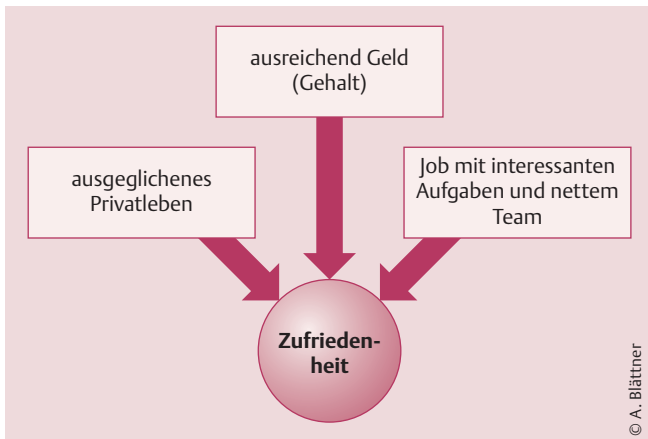 ausreichend Geld
(Gehalt)
ausgeglichenes
Privatleben
Job mit interessanten
Aufgaben und nettem
Team
Zufrieden-
heit
© A. Blättner